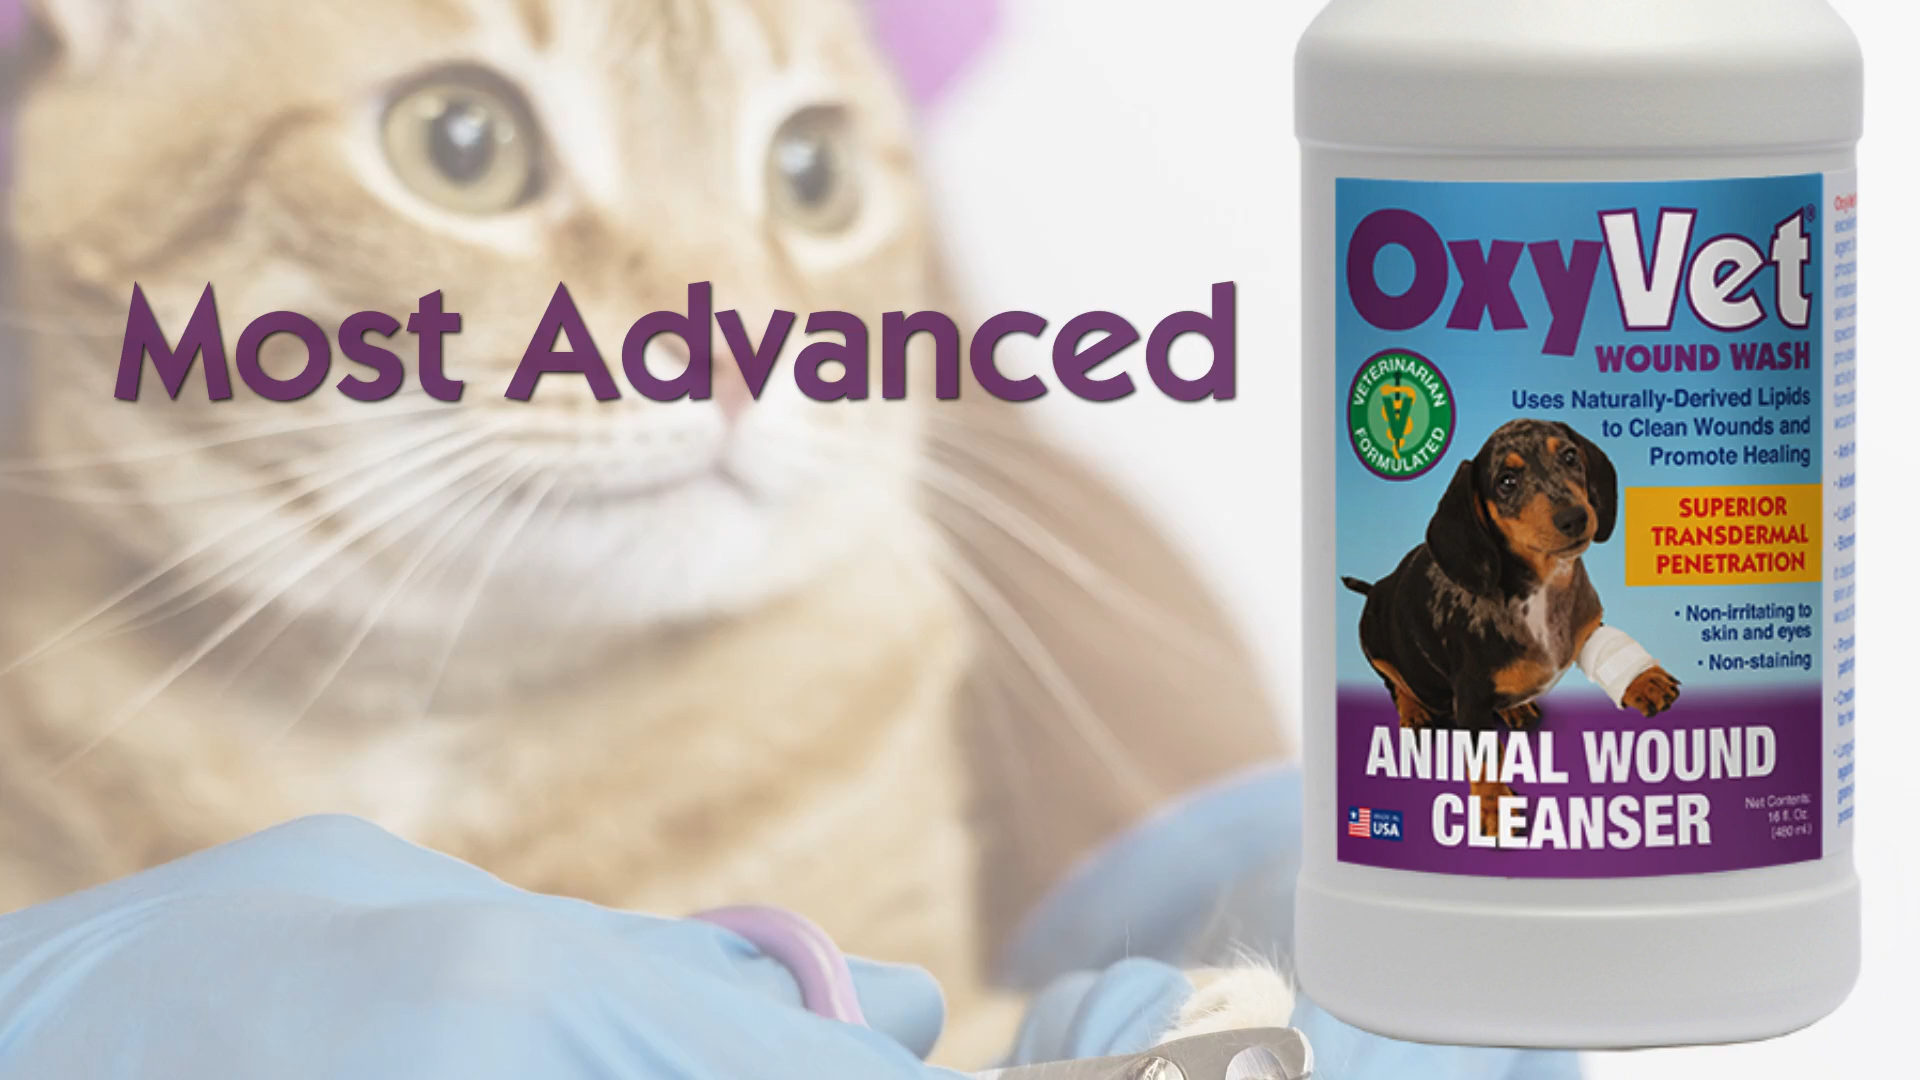 Most Advanced
OxyVet®
WOUND WASH
VETERINARIAN
FORMULATED
Uses Naturally-Derived Lipids
to Clean Wounds and
Promote Healing
SUPERIOR
TRANSDERMAL
PENETRATION
• Non-irritating to
skin and eyes
• Non-staining
ANIMAL WOUND
CLEANSER
MADE IN
USA
Net Contents:
16 fl. Oz.
(480 ml)